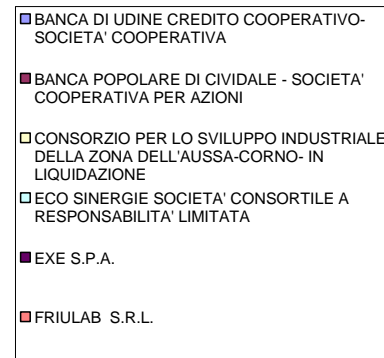 BANCA DI UDINE CREDITO COOPERATIVO-
SOCIETA' COOPERATIVA
BANCA POPOLARE DI CIVIDALE - SOCIETA'
COOPERATIVA PER AZIONI
CONSORZIO PER LO SVILUPPO INDUSTRIALE
DELLA ZONA DELL'AUSSA-CORNO- IN
LIQUIDAZIONE
ECO SINERGIE SOCIETA' CONSORTILE A
RESPONSABILITA' LIMITATA
EXE S.P.A.
FRIULAB  S.R.L.